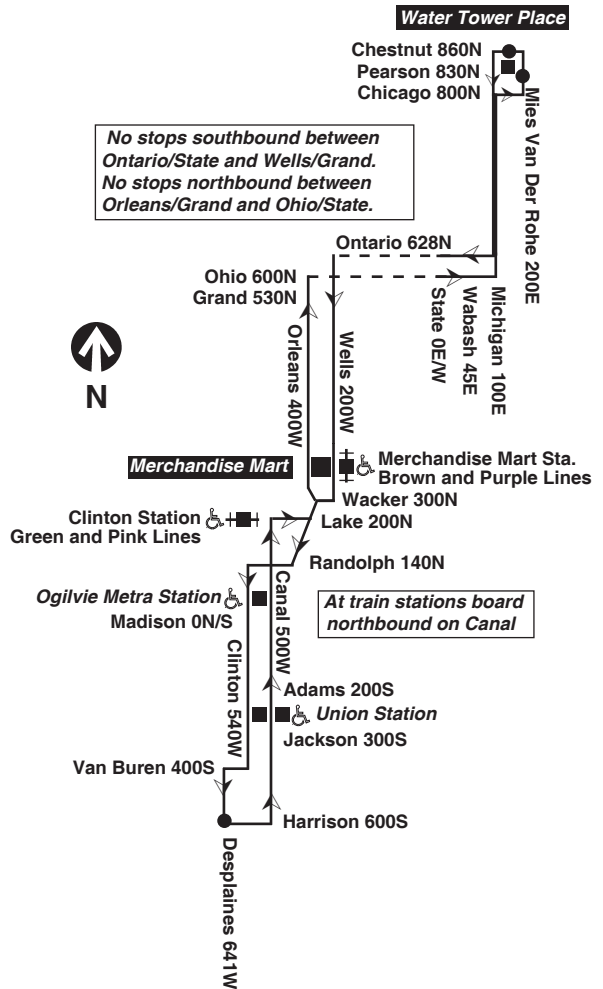 Water Tower Place
Chestnut 860N
Pearson 830N
Chicago 800N
Mies Van Der Rohe 200E
No stops southbound between
Ontario/State and Wells/Grand.
No stops northbound between
Orleans/Grand and Ohio/State.
Ontario 628N
Ohio 600N
Grand 530N
Michigan 100E
Wabash 45E
State 0E/W
Orleans 400W
Wells 200W
N
Merchandise Mart
Merchandise Mart Sta.
Brown and Purple Lines
Wacker 300N
Clinton Station
Green and Pink Lines
Lake 200N
Randolph 140N
Ogilvie Metra Station
Madison 0N/S
Canal 500W
At train stations board
northbound on Canal
Clinton 540W
Adams 200S
Union Station
Jackson 300S
Van Buren 400S
Harrison 600S
Desplaines 641W